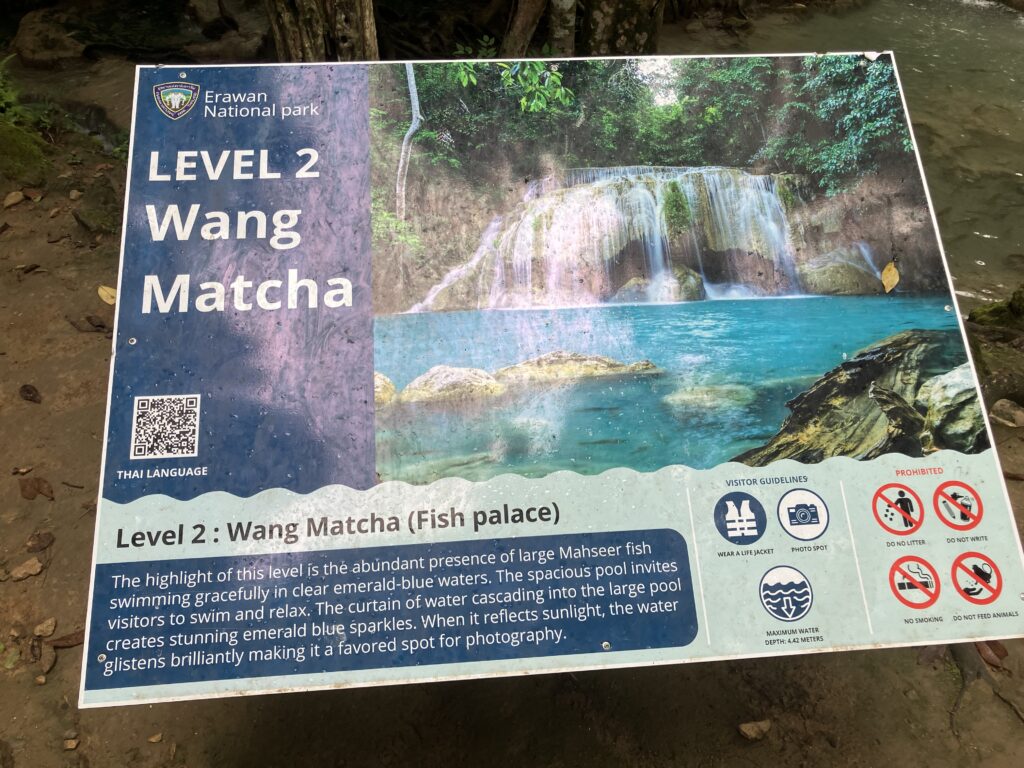 Erawan
National park
LEVEL 2
Wang
Matcha
THAI LANGUAGE
Level 2 : Wang Matcha (Fish palace)
The highlight of this level is the abundant presence of large Mahseer fish
swimming gracefully in clear emerald-blue waters. The spacious pool invites
visitors to swim and relax. The curtain of water cascading into the large pool
creates stunning emerald blue sparkles. When it reflects sunlight, the water
glistens brilliantly making it a favored spot for photography.
VISITOR GUIDELINES
WEAR A LIFE JACKET
PHOTO SPOT
MAXIMUM WATER
DEPTH: 4.42 METERS
PROHIBITED
DO NO LITTER
DO NOT WRITE
NO SMOKING
DO NOT FEED ANIMALS